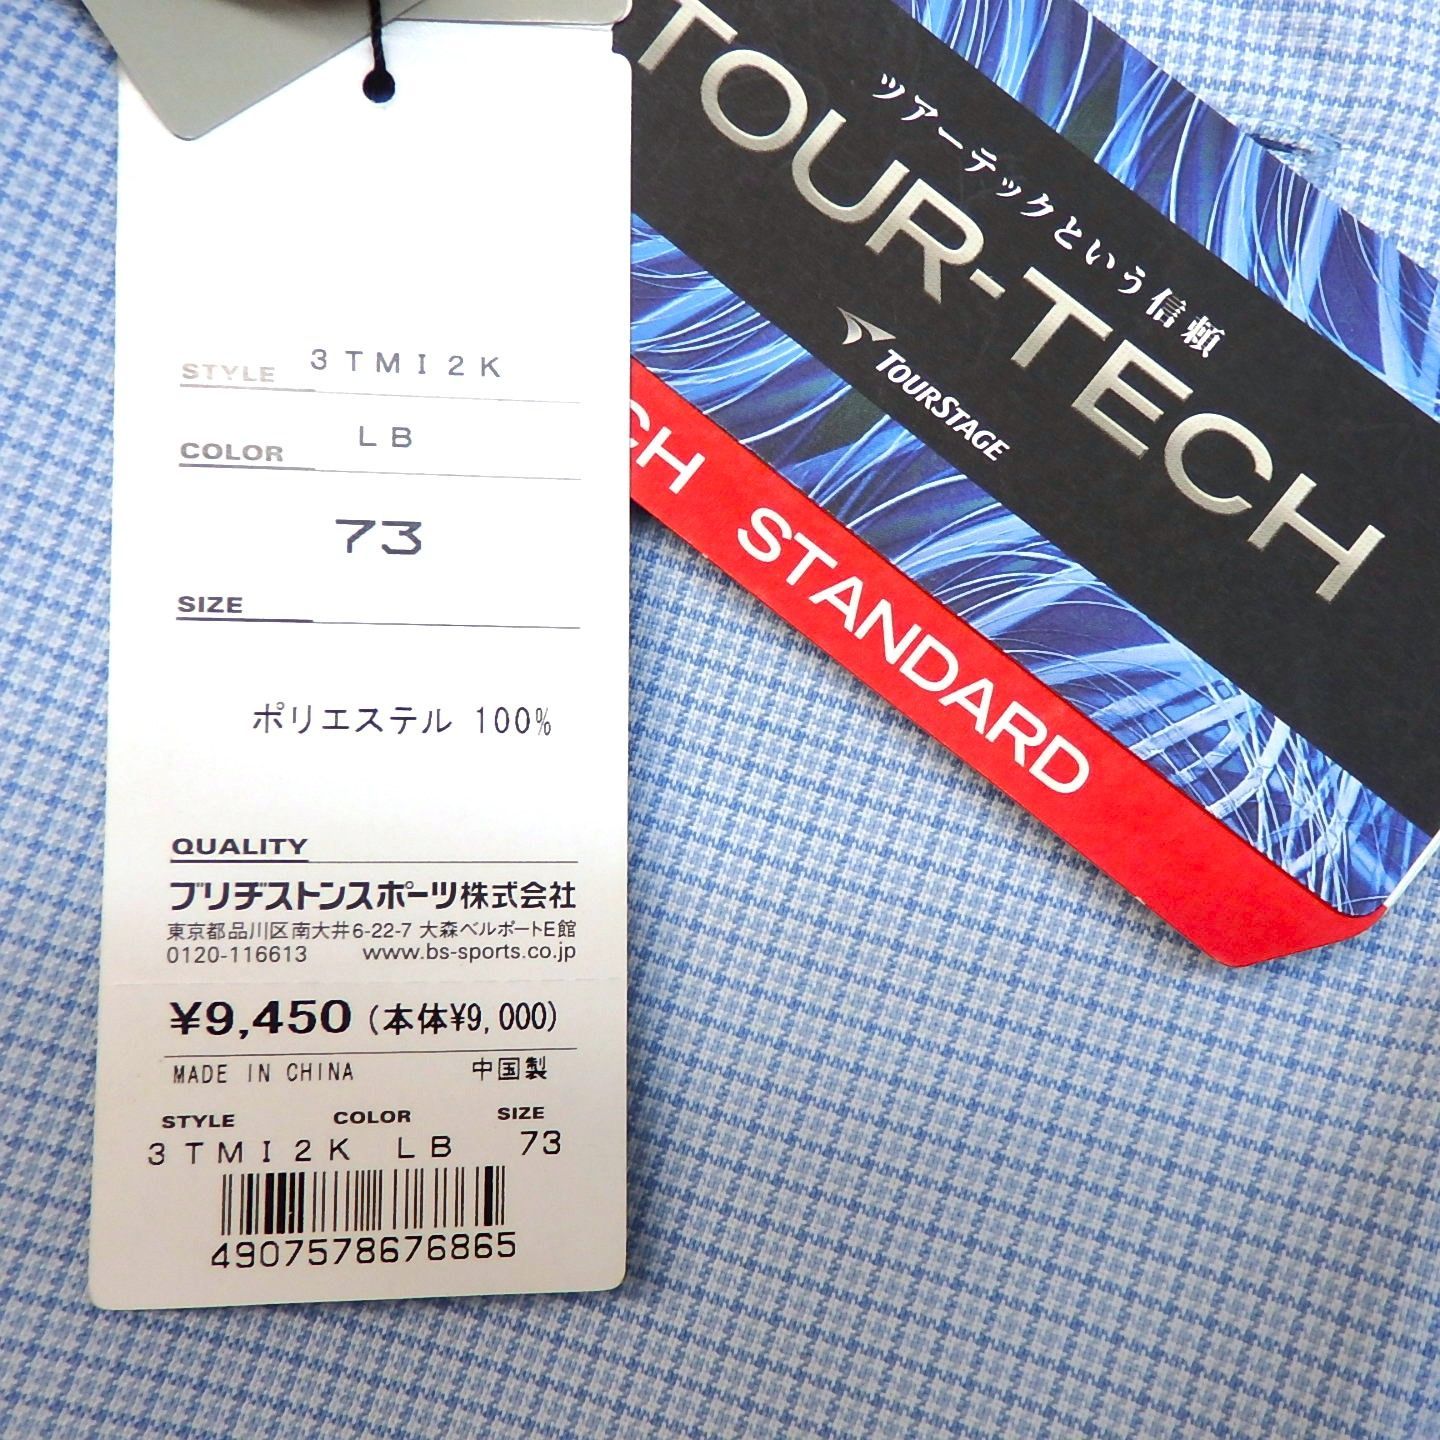 STYLE 3TMI2K
COLOR LB
73
SIZE
ポリエステル 100%
QUALITY
ブリヂストンスポーツ株式会社
東京都品川区南大井6-22-7 大森ベルポートE館
0120-116613 www.bs-sports.co.jp
¥9,450 (本体¥9,000)
MADE IN CHINA 中国製
STYLE COLOR SIZE
3TMI2K LB 73
4907578676865
ツアーテックという信頼
TOUR-TECH
TOURSTAGE
CH STANDARD